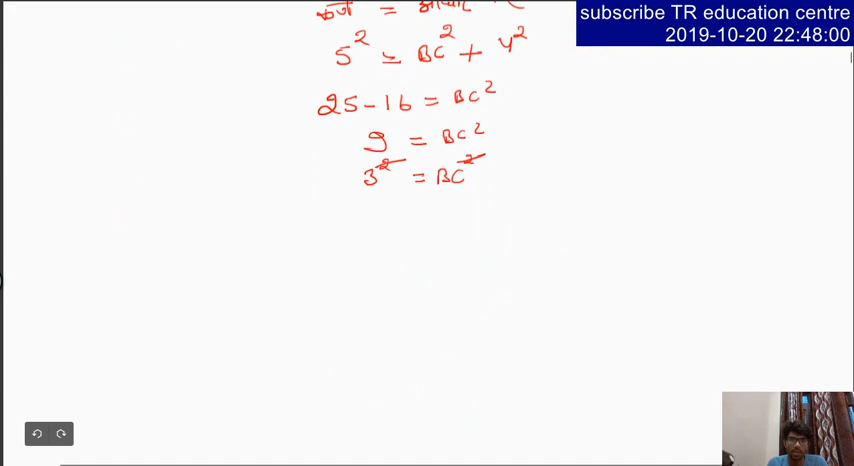 subscribe TR education centre
2019-10-20 22:48:00
कर्ण =
5² = BC² + 4²
25-16 = BC²
9 = BC²
3² = BC²